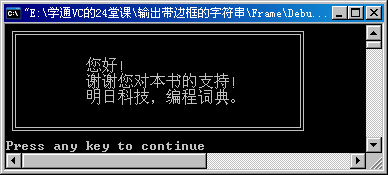 "E:\学通VC的24堂课\输出带边框的字符串\Frame\Debu...
您好!
谢谢您对本书的支持!
明日科技，编程词典。
Press any key to continue